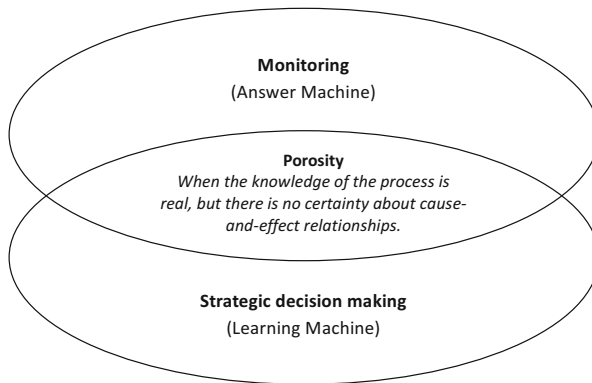 Monitoring
(Answer Machine)
Porosity
When the knowledge of the process is
real, but there is no certainty about cause-
and-effect relationships.
Strategic decision making
(Learning Machine)